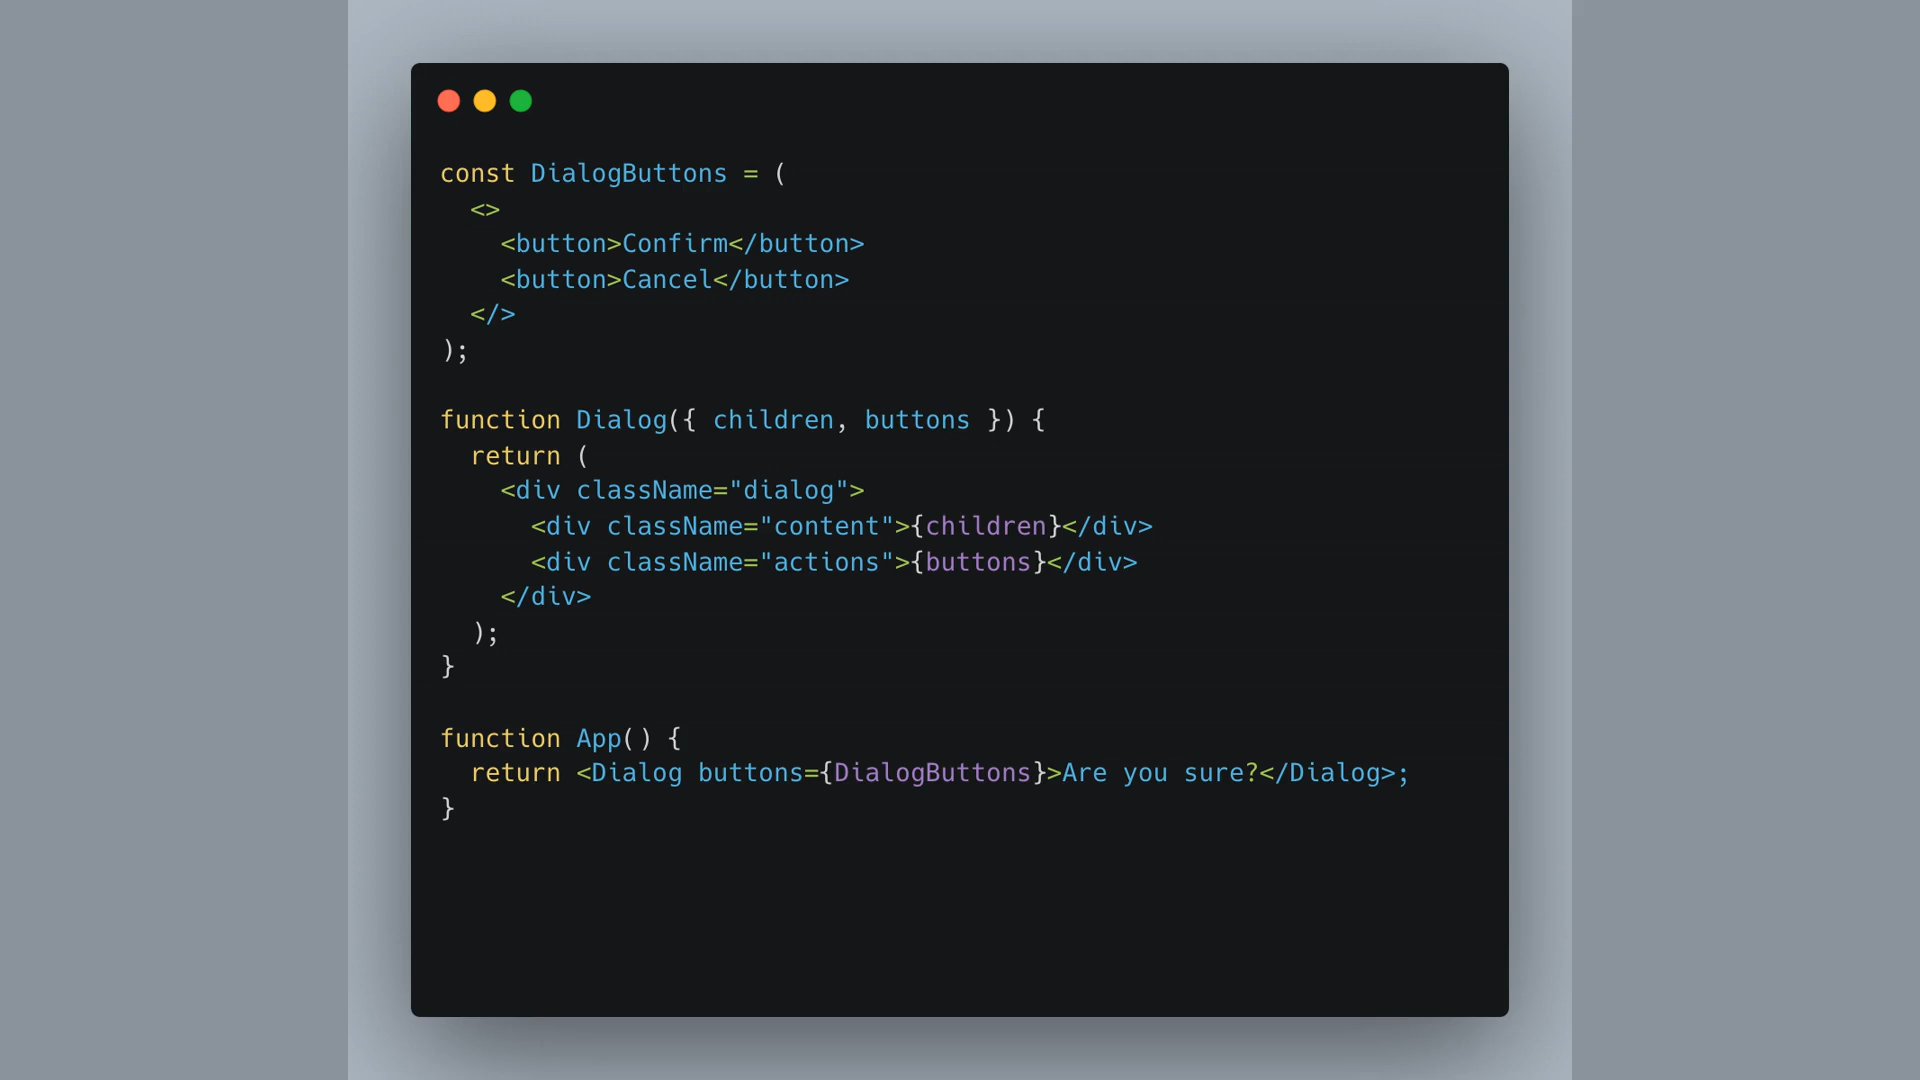 const DialogButtons = (
  <>
    <button>Confirm</button>
    <button>Cancel</button>
  </>
);

function Dialog({ children, buttons }) {
  return (
    <div className="dialog">
      <div className="content">{children}</div>
      <div className="actions">{buttons}</div>
    </div>
  );
}

function App() {
  return <Dialog buttons={DialogButtons}>Are you sure?</Dialog>;
}